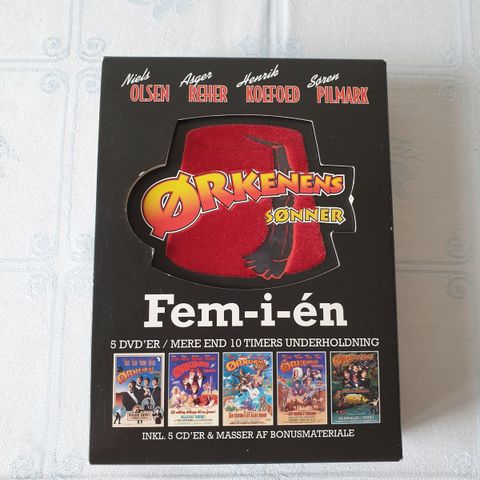 Niels OLSEN
Asger REHER
Henrik KOEFOED
Søren PILMARK
ØRKENENS
SØNNER
Fem-i-én
5 DVD'ER / MERE END 10 TIMERS UNDERHOLDNING
INKL. 5 CD'ER & MASSER AF BONUSMATERIALE